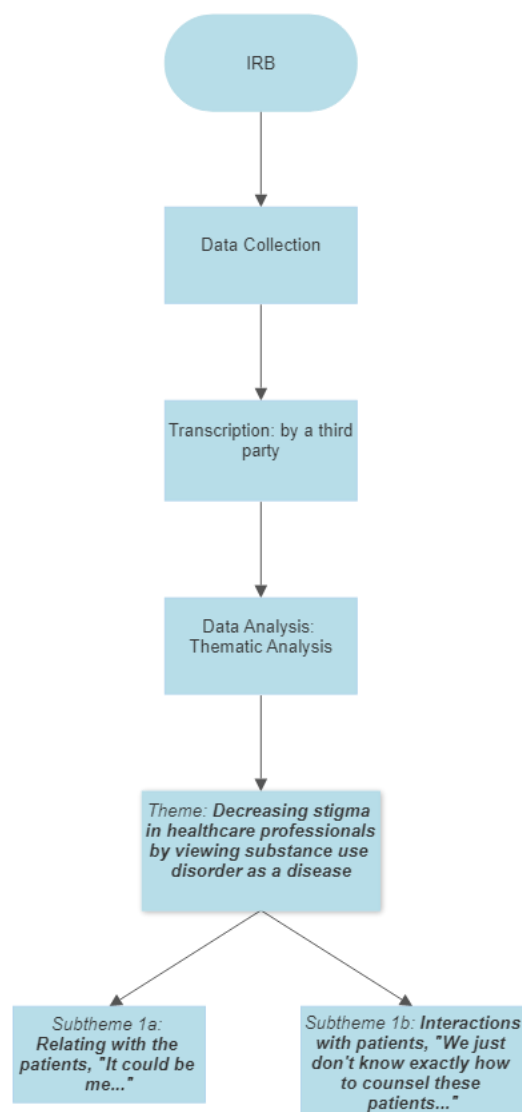 IRB
Data Collection
Transcription: by a third
party
Data Analysis:
Thematic Analysis
Theme: Decreasing stigma
in healthcare professionals
by viewing substance use
disorder as a disease
Subtheme 1a:
Relating with the
patients, "It could be
me..."
Subtheme 1b: Interactions
with patients, "We just
don't know exactly how
to counsel these
patients..."